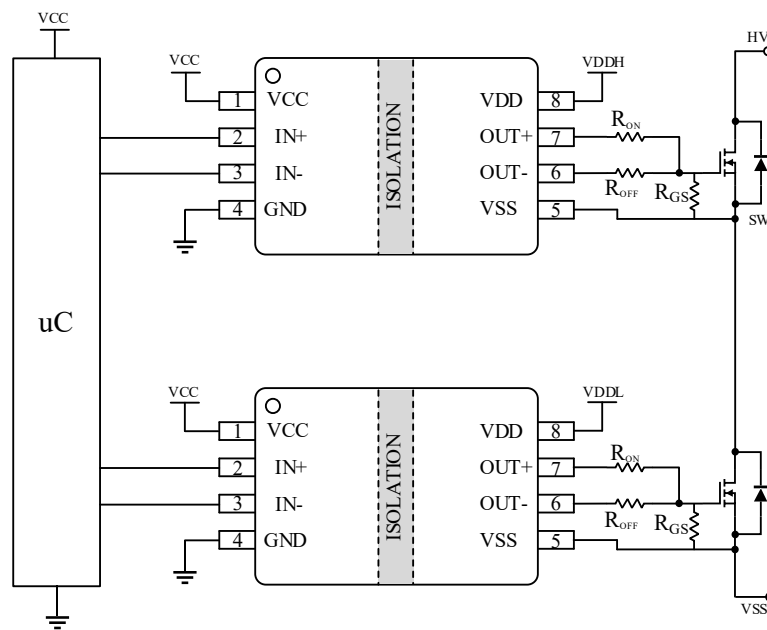 VCC
HV
VCC
VDDH
1 VCC
VDD 8
2 IN+
OUT+ 7
RON
3 IN-
OUT- 6
ROFF
RGS
4 GND
VSS 5
SW
ISOLATION
uC
VCC
VDDL
1 VCC
VDD 8
2 IN+
OUT+ 7
RON
3 IN-
OUT- 6
ROFF
RGS
4 GND
VSS 5
ISOLATION
VSS